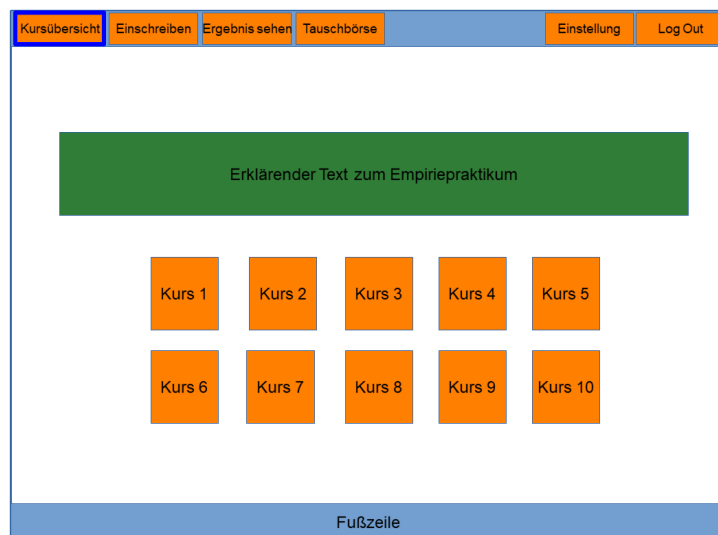 Kursübersicht Einschreiben Ergebnis sehen Tauschbörse Einstellung Log Out
Erklärender Text zum Empiriepraktikum
Kurs 1 Kurs 2 Kurs 3 Kurs 4 Kurs 5
Kurs 6 Kurs 7 Kurs 8 Kurs 9 Kurs 10
Fußzeile